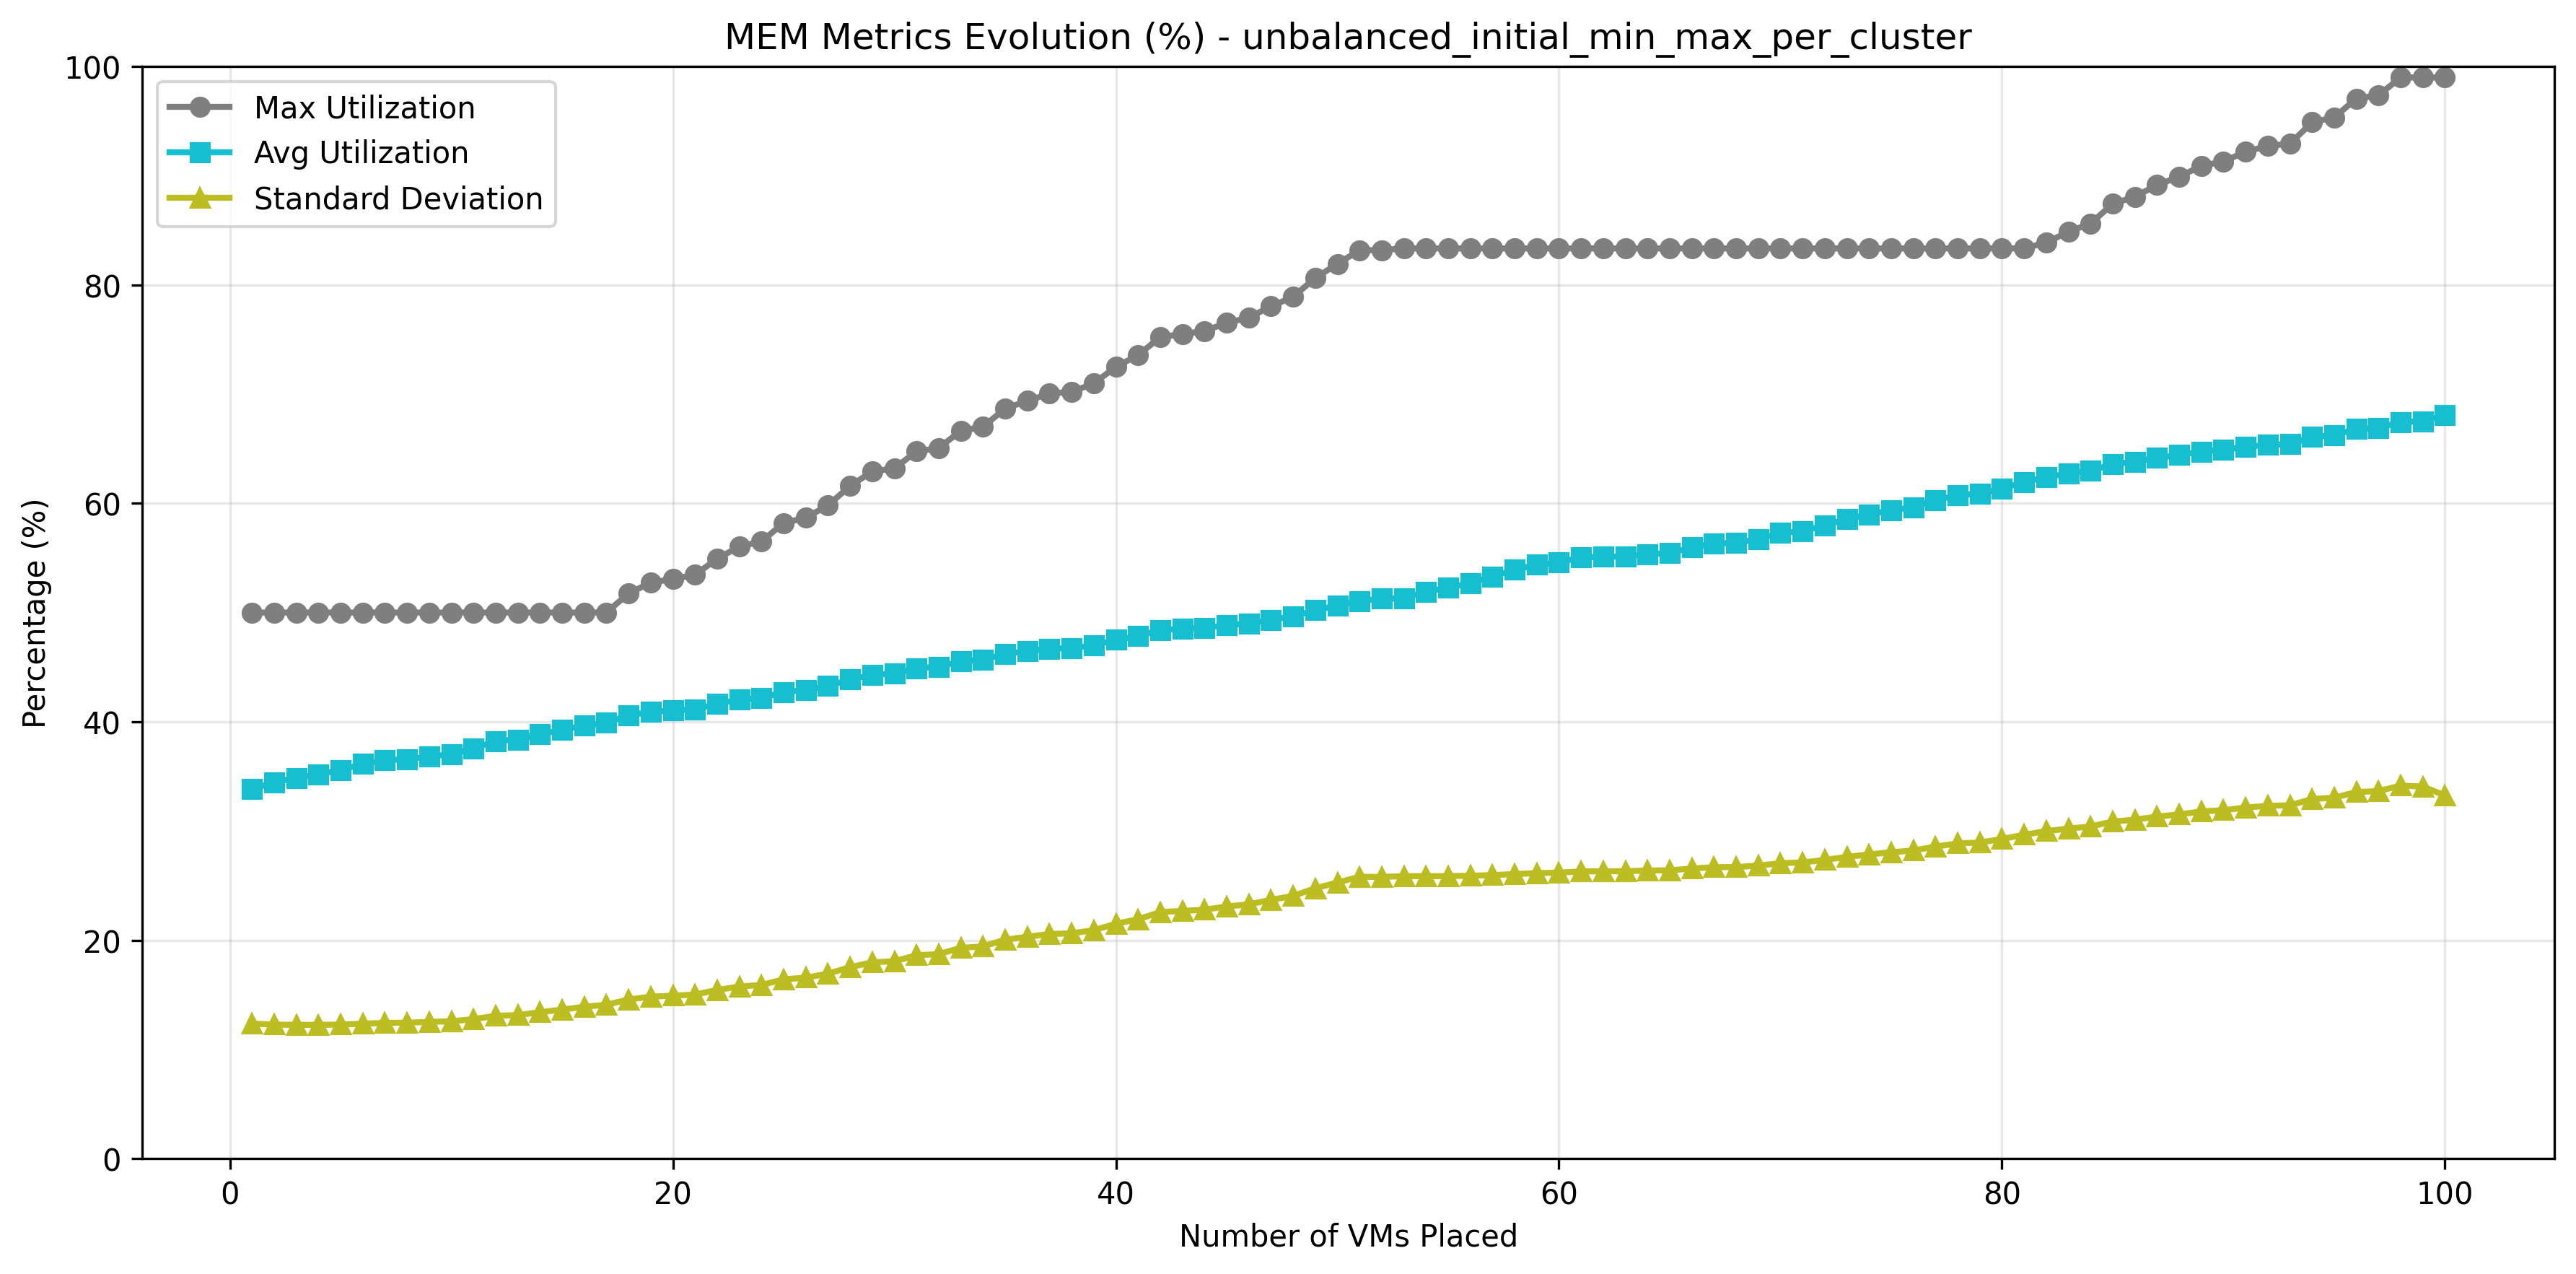 MEM Metrics Evolution (%) - unbalanced_initial_min_max_per_cluster
Max Utilization
Avg Utilization
Standard Deviation
Percentage (%)
100
80
60
40
20
0
0 20 40 60 80 100
Number of VMs Placed